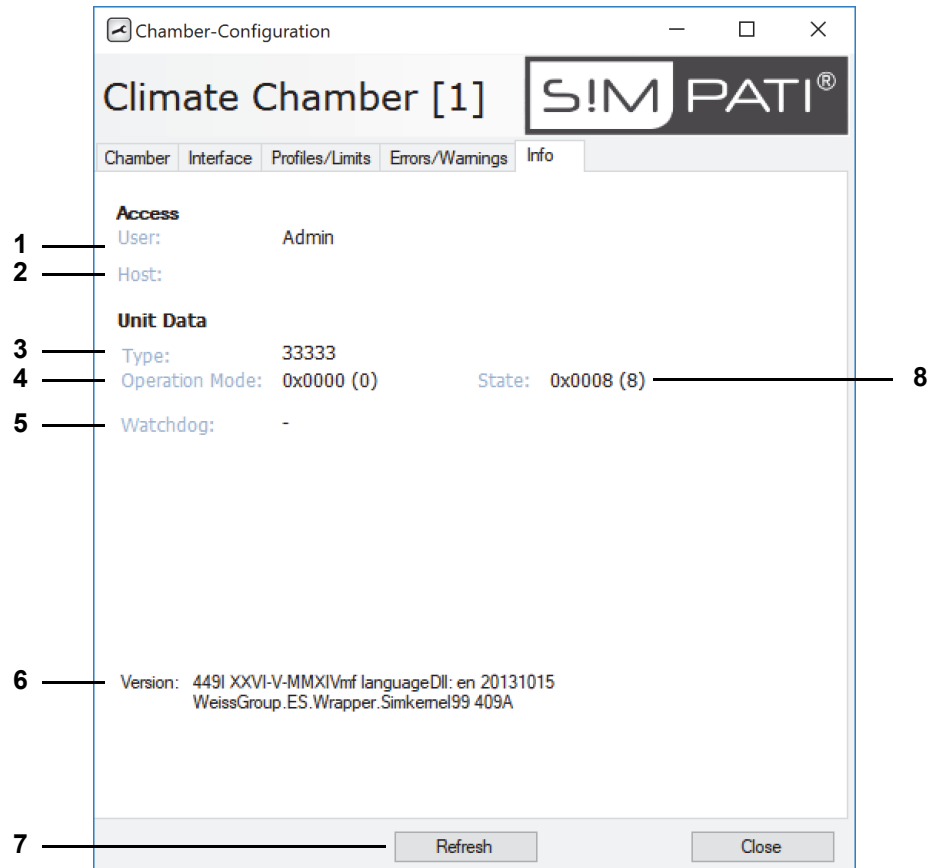 Chamber-Configuration
Climate Chamber [1] S!MPATI®
Chamber Interface Profiles/Limits Errors/Warnings Info
Access
1 User: Admin
2 Host:
Unit Data
3 Type: 33333
4 Operation Mode: 0x0000 (0) State: 0x0008 (8) 8
5 Watchdog: -
6 Version: 449I XXVI-V-MMXIVmf languageDll: en 20131015
WeissGroup.ES.Wrapper.Simkernel99 409A
7 Refresh Close